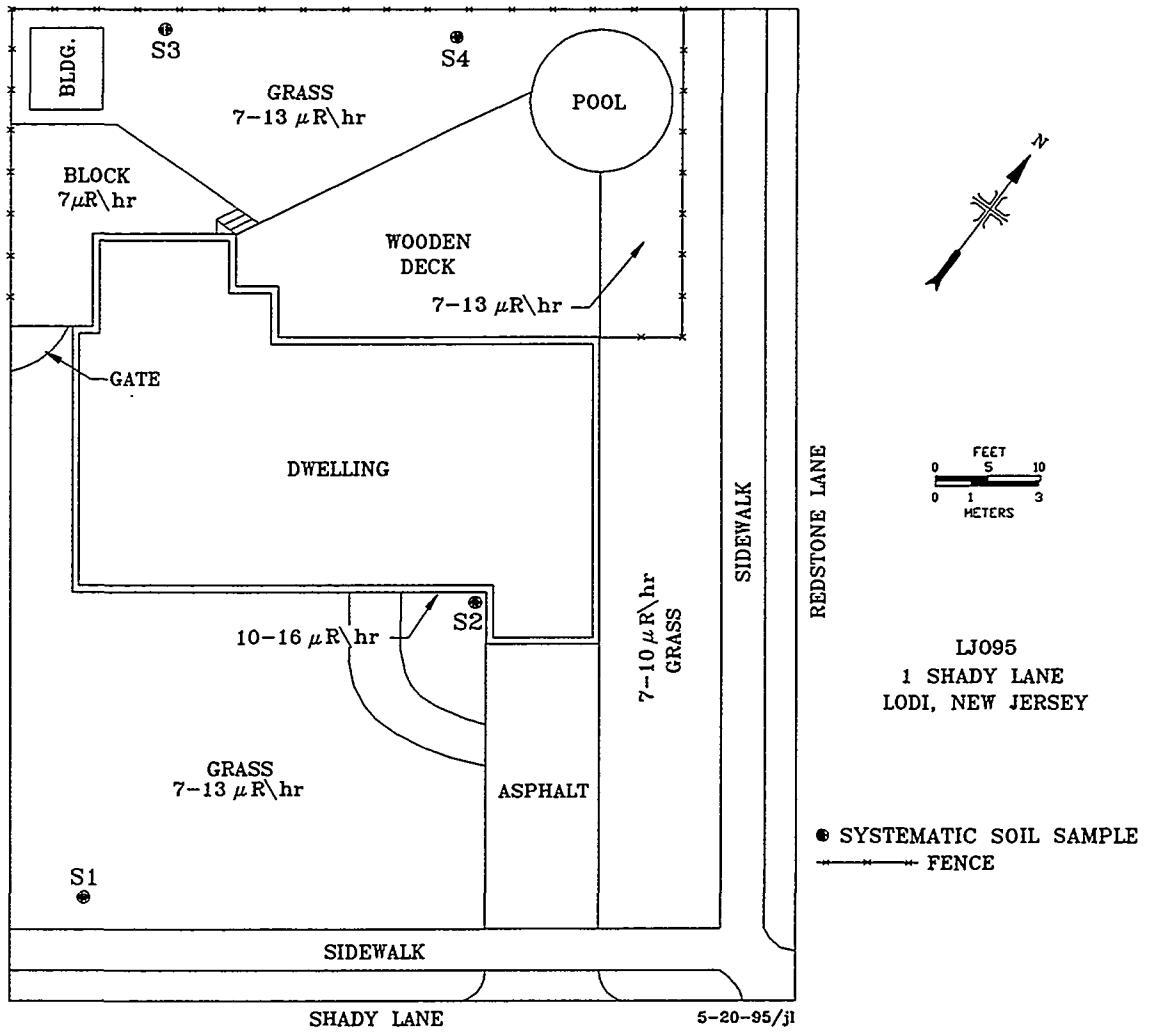 BLDG.
S3
S4
GRASS
7-13 μR\hr
POOL
N
BLOCK
7μR\hr
WOODEN
DECK
7-13 μR\hr
GATE
DWELLING
SIDEWALK
REDSTONE LANE
FEET
0 5 10
0 1 3
METERS
S2
10-16 μR\hr
7-10 μR\hr
GRASS
LJ095
1 SHADY LANE
LODI, NEW JERSEY
GRASS
7-13 μR\hr
ASPHALT
SYSTEMATIC SOIL SAMPLE
FENCE
S1
SIDEWALK
SHADY LANE
5-20-95/jl